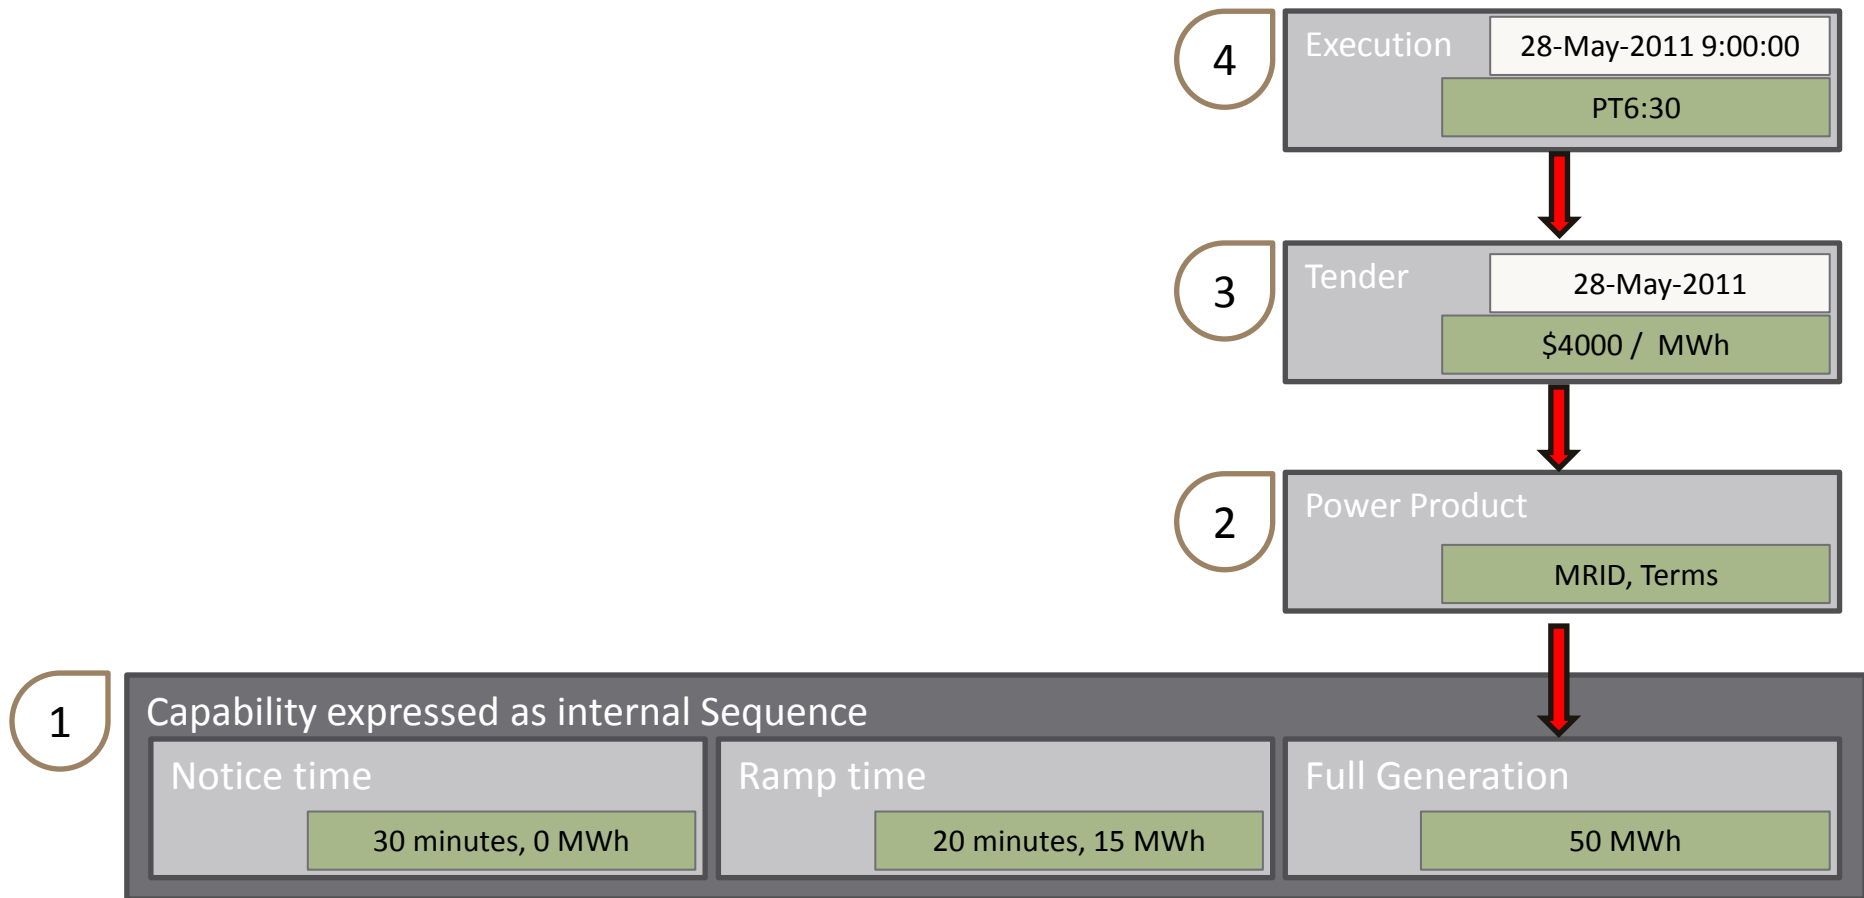 4
Execution
28-May-2011 9:00:00
PT6:30
3
Tender
28-May-2011
$4000 / MWh
2
Power Product
MRID, Terms
1
Capability expressed as internal Sequence
Notice time
30 minutes, 0 MWh
Ramp time
20 minutes, 15 MWh
Full Generation
50 MWh